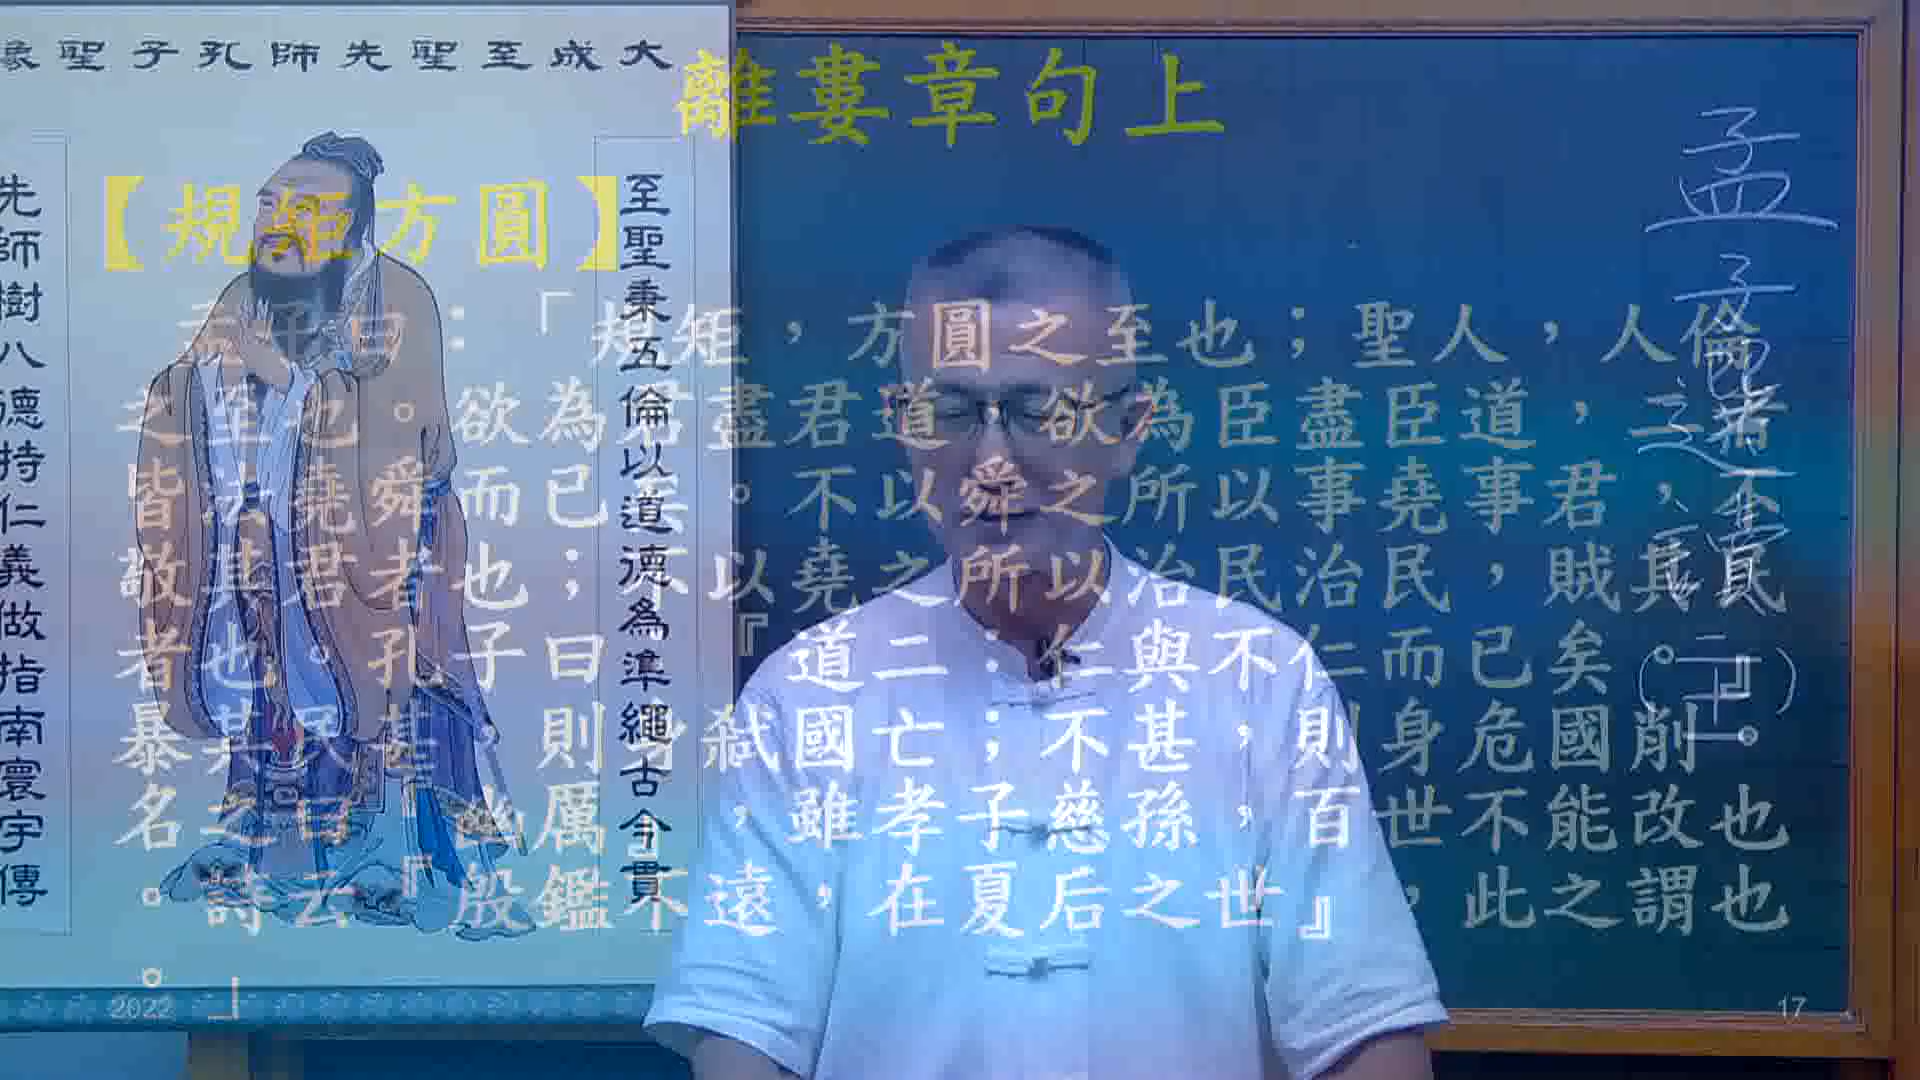 大成至聖先師孔子聖像
離婁章句上
【規矩方圓】
孟子曰：「規矩，方圓之至也；聖人，人倫
之至也。欲為君盡君道，欲為臣盡臣道，二者
皆法堯舜而已矣。不以舜之所以事堯事君，不
敬其君者也；不以堯之所以治民治民，賊其民
者也。孔子曰：『道二：仁與不仁而已矣。』
暴其民甚，則身弒國亡；不甚，則身危國削。
名之曰『幽厲』，雖孝子慈孫，百世不能改也
。詩云『殷鑑不遠，在夏后之世』，此之謂也
。」
至聖秉五倫以道德為準繩古今貫
先師樹八德持仁義做指南寰宇傳
孟子
2022
17